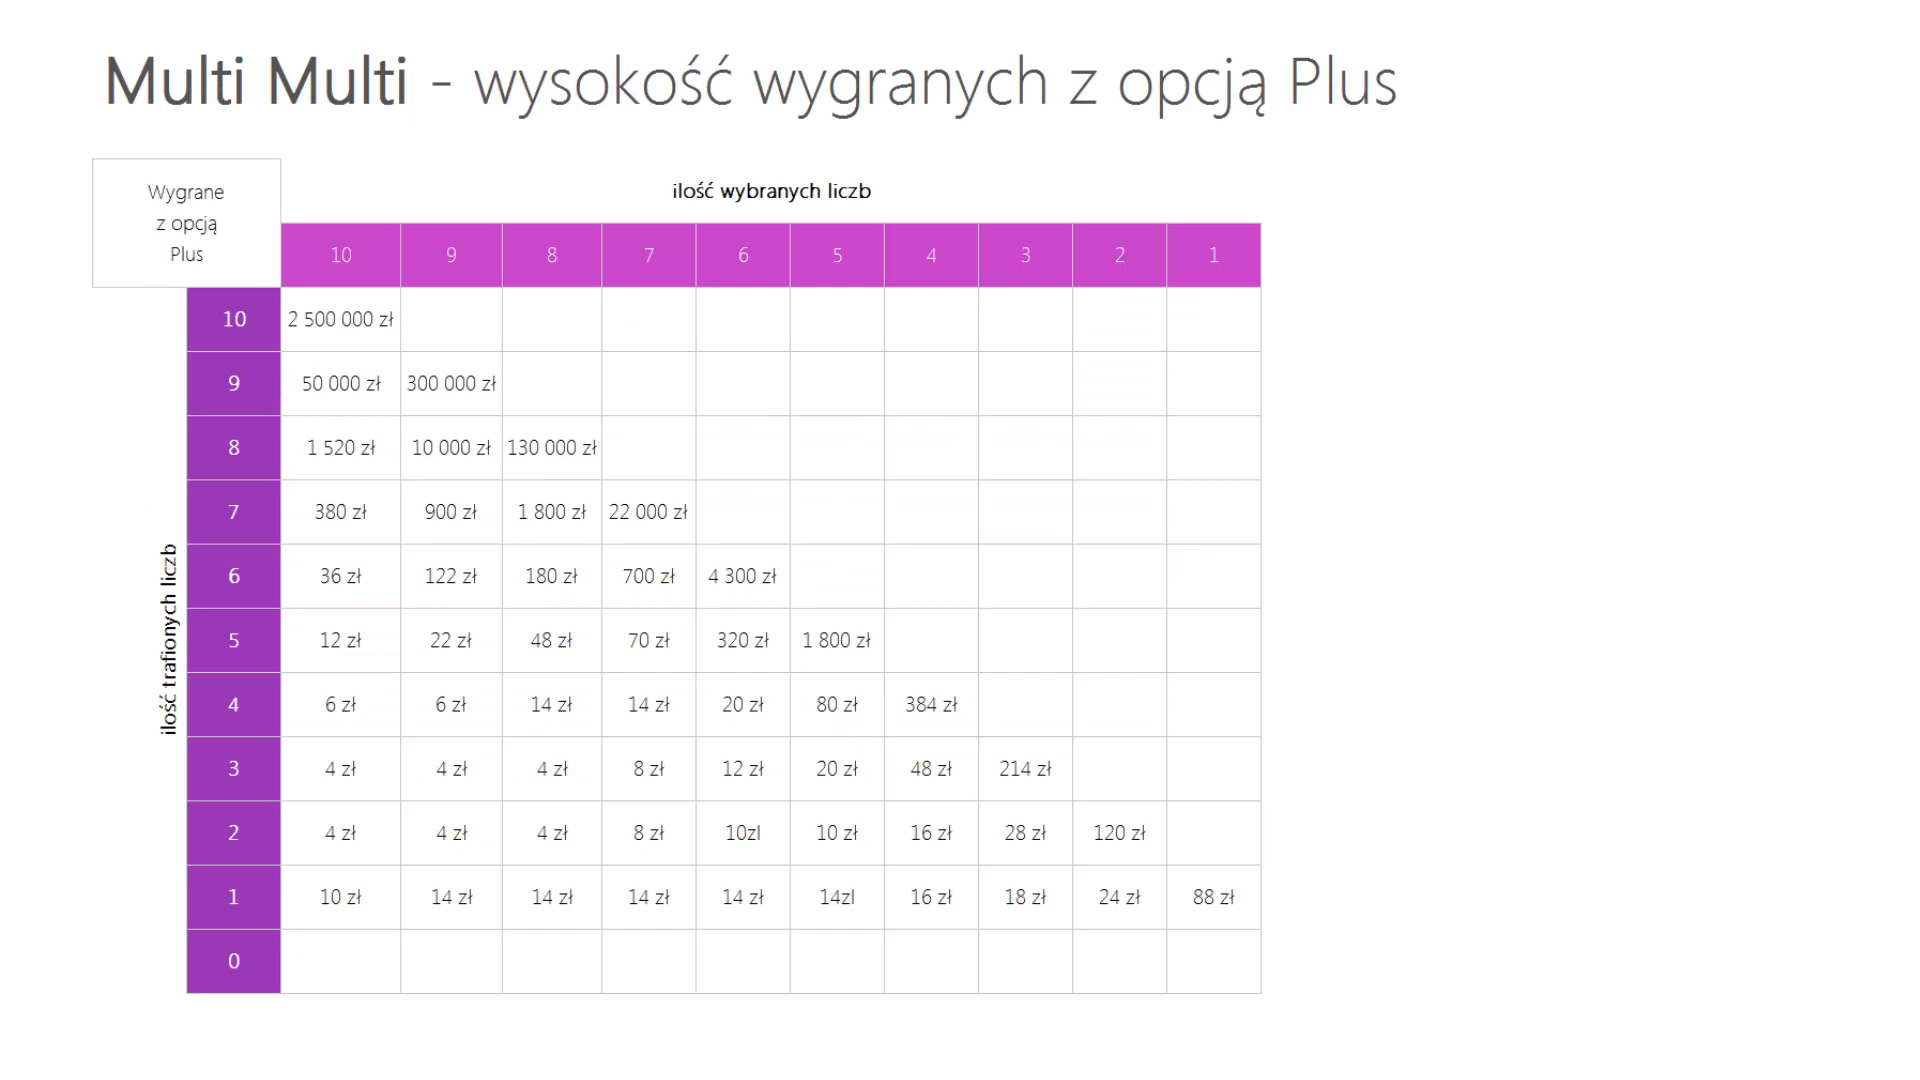 Multi Multi - wysokość wygranych z opcją Plus
Wygrane
z opcją
Plus
ilość wybranych liczb
10 9 8 7 6 5 4 3 2 1
ilość trafionych liczb
10 2 500 000 zł
9 50 000 zł 300 000 zł
8 1 520 zł 10 000 zł 130 000 zł
7 380 zł 900 zł 1 800 zł 22 000 zł
6 36 zł 122 zł 180 zł 700 zł 4 300 zł
5 12 zł 22 zł 48 zł 70 zł 320 zł 1 800 zł
4 6 zł 6 zł 14 zł 14 zł 20 zł 80 zł 384 zł
3 4 zł 4 zł 4 zł 8 zł 12 zł 20 zł 48 zł 214 zł
2 4 zł 4 zł 4 zł 8 zł 10zl 10 zł 16 zł 28 zł 120 zł
1 10 zł 14 zł 14 zł 14 zł 14 zł 14zl 16 zł 18 zł 24 zł 88 zł
0